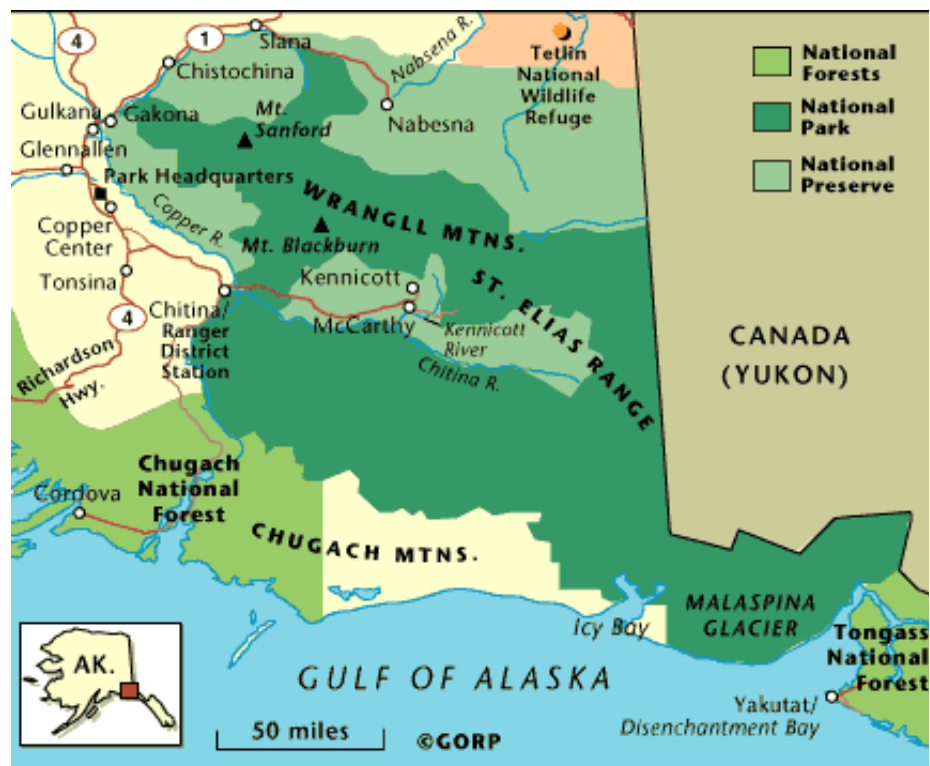 4
1
Slana
Chistochina
Nabsena R.
Tetlin
National
Wildlife
Refuge
National
Forests
National
Park
National
Preserve
Gulkana
Gakona
Mt.
Sanford
Nabesna
Glennallen
Park Headquarters
WRANGLL MTNS.
Copper R.
Mt. Blackburn
Copper
Center
Tonsina
Kennicott
ST. ELIAS RANGE
Chitina/
Ranger
District
Station
McCarthy
Kennicott
River
Chitina R.
4
Richardson
Hwy.
CANADA
(YUKON)
Chugach
National
Forest
Cordova
CHUGACH MTNS.
MALASPINA
GLACIER
Icy Bay
Tongass
National
Forest
AK.
GULF OF ALASKA
Yakutat/
Disenchantment Bay
50 miles
©GORP